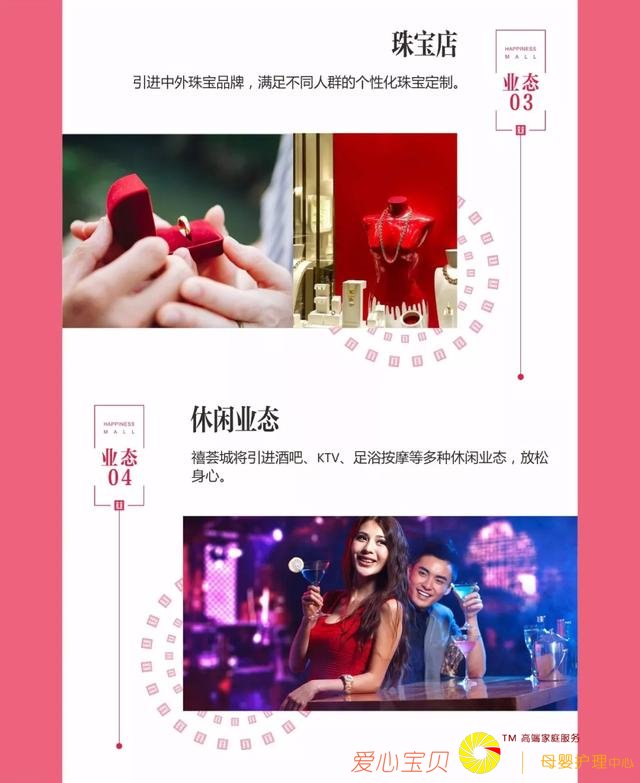 珠宝店
引进中外珠宝品牌，满足不同人群的个性化珠宝定制。
HAPPINESS
MALL
业态
03
休闲业态
禧荟城将引进酒吧、KTV、足浴按摩等多种休闲业态，放松
身心。
HAPPINESS
MALL
业态
04
爱心宝贝
TM 高端家庭服务
母婴护理中心